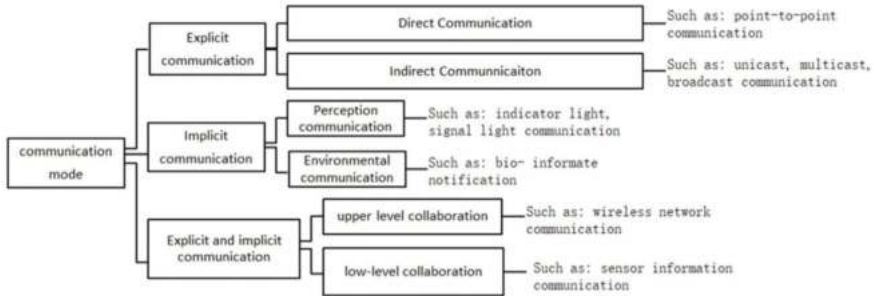 communication
mode
Explicit
communication
Direct Communication
Such as: point-to-point
communication
Indirect Communnicaiton
Such as: unicast, multicast,
broadcast communication
Implicit
communication
Perception
communication
Such as: indicator light,
signal light communication
Environmental
communication
Such as: bio- informate
notification
Explicit and implicit
communication
upper level collaboration
Such as: wireless network
communication
low-level collaboration
Such as: sensor information
communication